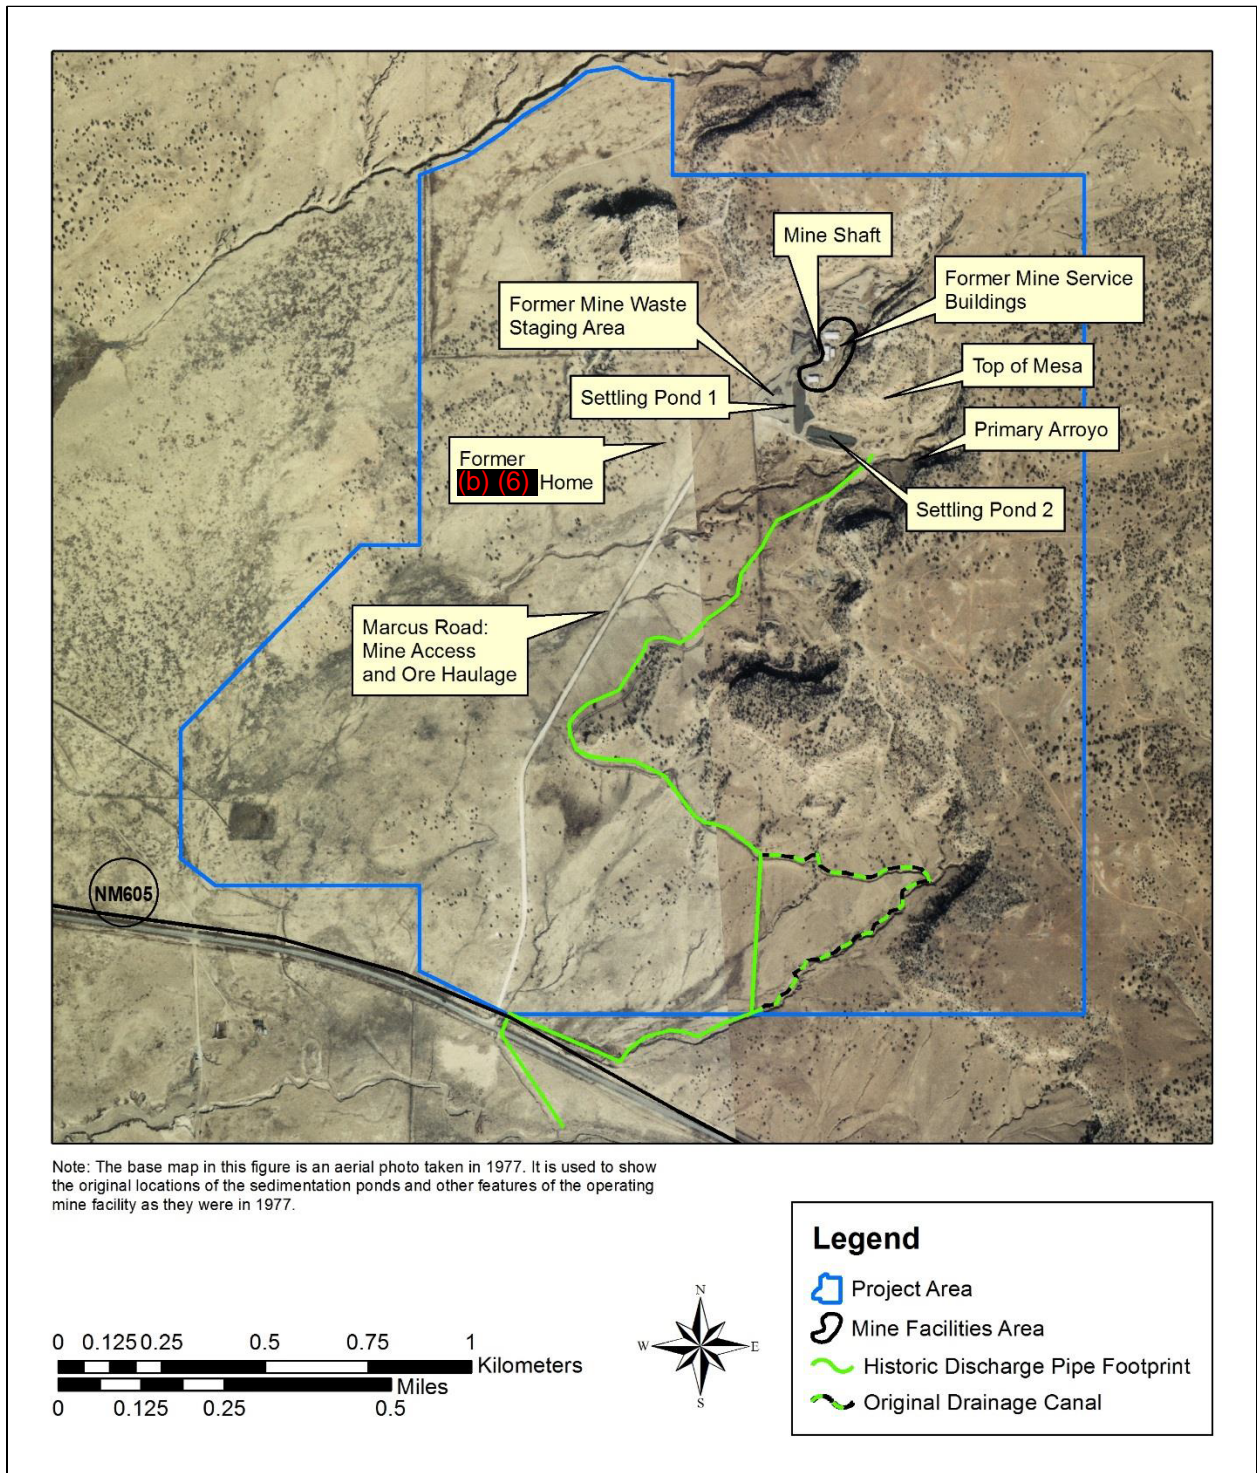 Mine Shaft
Former Mine Service
Buildings
Former Mine Waste
Staging Area
Top of Mesa
Settling Pond 1
Primary Arroyo
Former
(b) (6) Home
Settling Pond 2
Marcus Road:
Mine Access
and Ore Haulage
NM605
Note: The base map in this figure is an aerial photo taken in 1977. It is used to show
the original locations of the sedimentation ponds and other features of the operating
mine facility as they were in 1977.
Legend
Project Area
Mine Facilities Area
Historic Discharge Pipe Footprint
Original Drainage Canal
0 0.125 0.25 0.5 0.75 1
Kilometers
Miles
0 0.125 0.25 0.5
N
W E
S